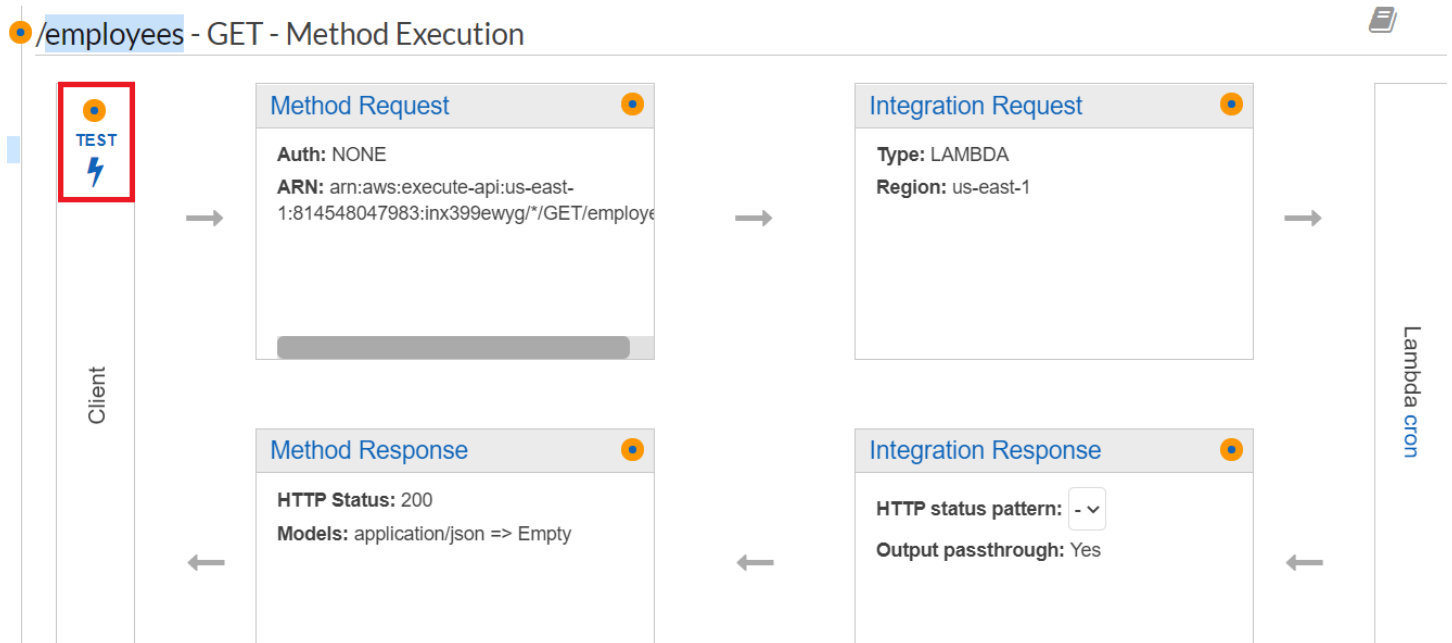 /employees - GET - Method Execution
TEST
Client
Method Request
Auth: NONE
ARN: arn:aws:execute-api:us-east-
1:814548047983:inx399ewyg/*/GET/employe
Integration Request
Type: LAMBDA
Region: us-east-1
Lambda cron
Method Response
HTTP Status: 200
Models: application/json => Empty
Integration Response
HTTP status pattern: -
Output passthrough: Yes